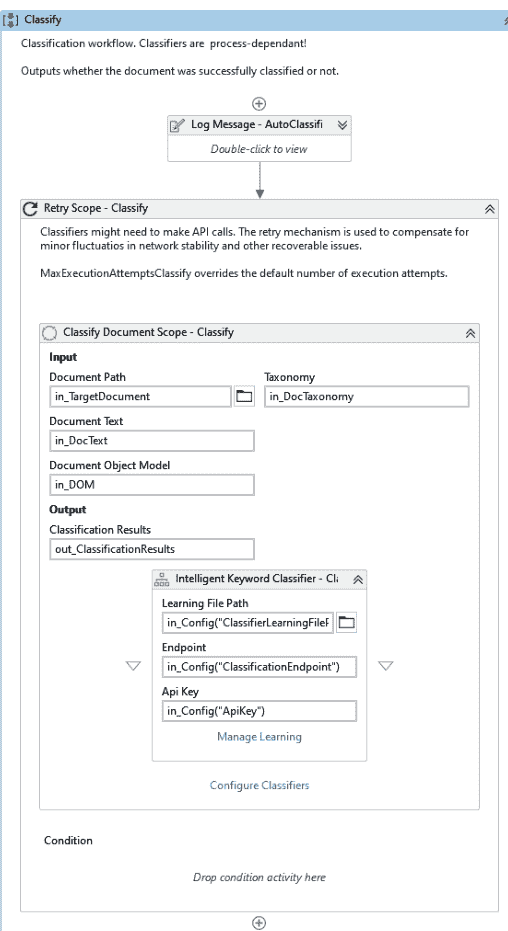 Classify
Classification workflow. Classifiers are process-dependant!
Outputs whether the document was successfully classified or not.
Log Message - AutoClassifi
Double-click to view
Retry Scope - Classify
Classifiers might need to make API calls. The retry mechanism is used to compensate for
minor fluctuatios in network stability and other recoverable issues.
MaxExecutionAttemptsClassify overrides the default number of execution attempts.
Classify Document Scope - Classify
Input
Document Path
Taxonomy
in_TargetDocument
in_DocTaxonomy
Document Text
in_DocText
Document Object Model
in_DOM
Output
Classification Results
out_ClassificationResults
Intelligent Keyword Classifier - Cl
Learning File Path
in_Config("ClassifierLearningFileP
Endpoint
in_Config("ClassificationEndpoint")
Api Key
in_Config("ApiKey")
Manage Learning
Configure Classifiers
Condition
Drop condition activity here